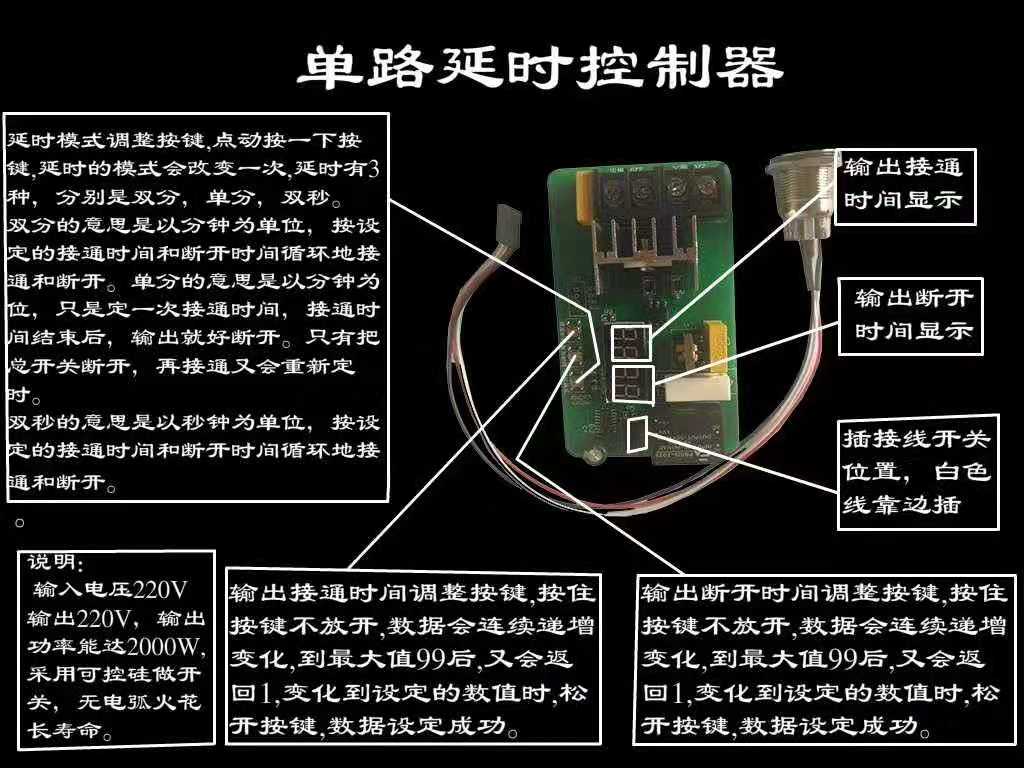 单路延时控制器
延时模式调整按键,点动按一下按
键,延时的模式会改变一次,延时有3
种，分别是双分，单分，双秒。
双分的意思是以分钟为单位，按设
定的接通时间和断开时间循环地接
通和断开。单分的意思是以分钟为
位，只是定一次接通时间，接通时
间结束后，输出就好断开。只有把
总开关断开，再接通又会重新定
时。
双秒的意思是以秒钟为单位，按设
定的接通时间和断开时间循环地接
通和断开。
。
输出接通
时间显示
输出断开
时间显示
插接线开关
位置，白色
线靠边插
说明:
输入电压220V
输出220V，输出
功率能达2000W,
采用可控硅做开
关，无电弧火花
长寿命。
输出接通时间调整按键,按住
按键不放开,数据会连续递增
变化,到最大值99后,又会返
回1,变化到设定的数值时,松
开按键,数据设定成功。
输出断开时间调整按键,按住
按键不放开,数据会连续递增
变化,到最大值99后,又会返
回1,变化到设定的数值时,松
开按键,数据设定成功。